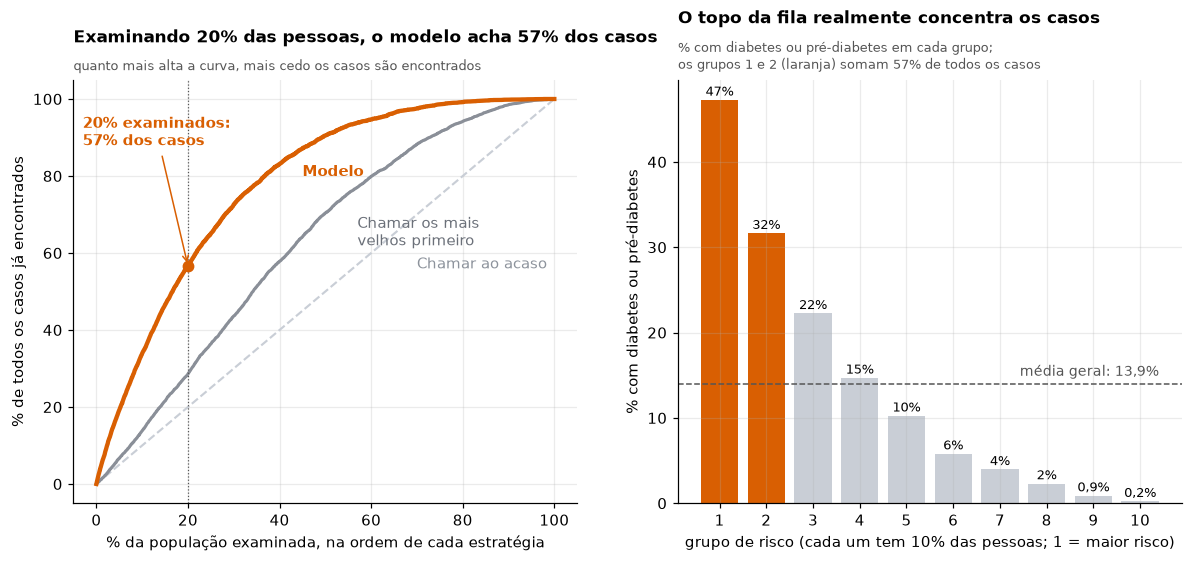 Examinando 20% das pessoas, o modelo acha 57% dos casos
quanto mais alta a curva, mais cedo os casos são encontrados
% de todos os casos já encontrados
100
80
60
40
20
0
20% examinados:
57% dos casos
Modelo
Chamar os mais
velhos primeiro
Chamar ao acaso
0
20
40
60
80
100
% da população examinada, na ordem de cada estratégia
O topo da fila realmente concentra os casos
% com diabetes ou pré-diabetes em cada grupo;
os grupos 1 e 2 (laranja) somam 57% de todos os casos
% com diabetes ou pré-diabetes
40
30
20
10
0
47%
32%
22%
15%
10%
6%
4%
2%
0,9%
0,2%
média geral: 13,9%
1
2
3
4
5
6
7
8
9
10
grupo de risco (cada um tem 10% das pessoas; 1 = maior risco)